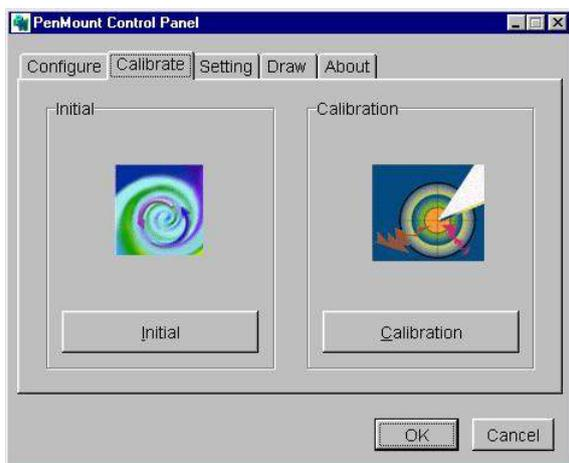 PenMount Control Panel
Configure Calibrate Setting Draw About
Initial
Calibration
Initial
Calibration
OK
Cancel